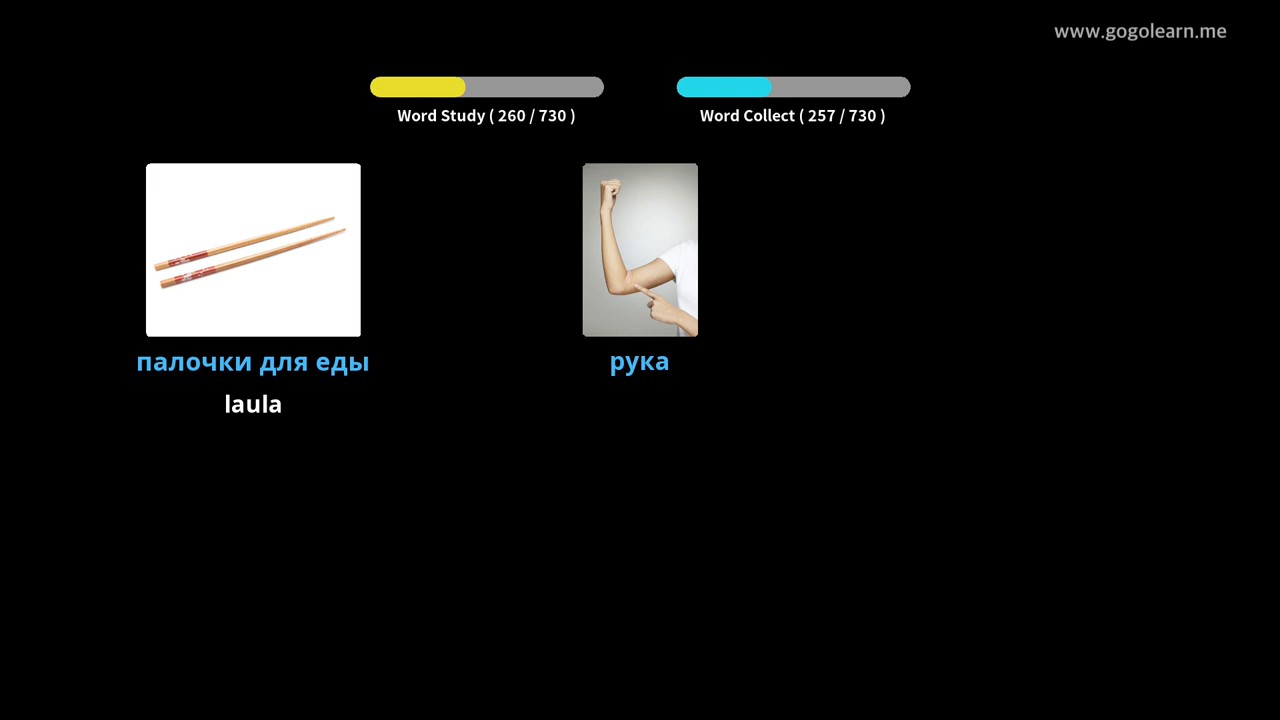 www.gogolearn.me
Word Study ( 260 / 730 )
Word Collect ( 257 / 730 )
палочки для еды
laula
рука